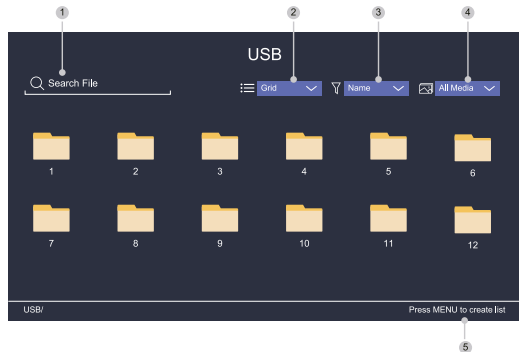 1 2 3 4
USB
Search File Grid Name All Media
1 2 3 4 5 6
7 8 9 10 11 12
USB/ Press MENU to create list
5